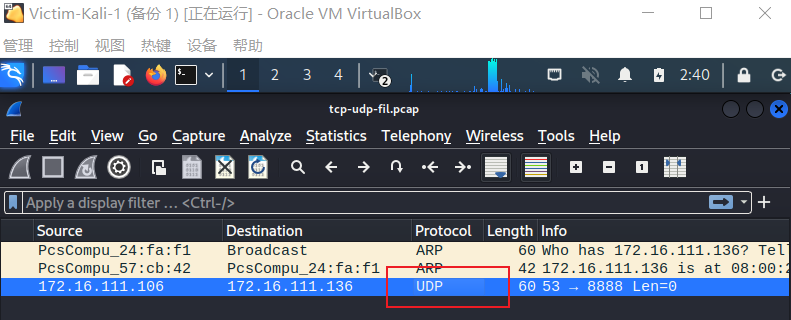 Victim-Kali-1 (备份 1) [正在运行] - Oracle VM VirtualBox
管理 控制 视图 热键 设备 帮助
1 2 3 4 2 2:40
tcp-udp-fil.pcap
File Edit View Go Capture Analyze Statistics Telephony Wireless Tools Help
Apply a display filter ... <Ctrl-/>
Source Destination Protocol Length Info
PcsCompu_24:fa:f1 Broadcast ARP 60 Who has 172.16.111.136? Tell
PcsCompu_57:cb:42 PcsCompu_24:fa:f1 ARP 42 172.16.111.136 is at 08:00:2
172.16.111.106 172.16.111.136 UDP 60 53 → 8888 Len=0